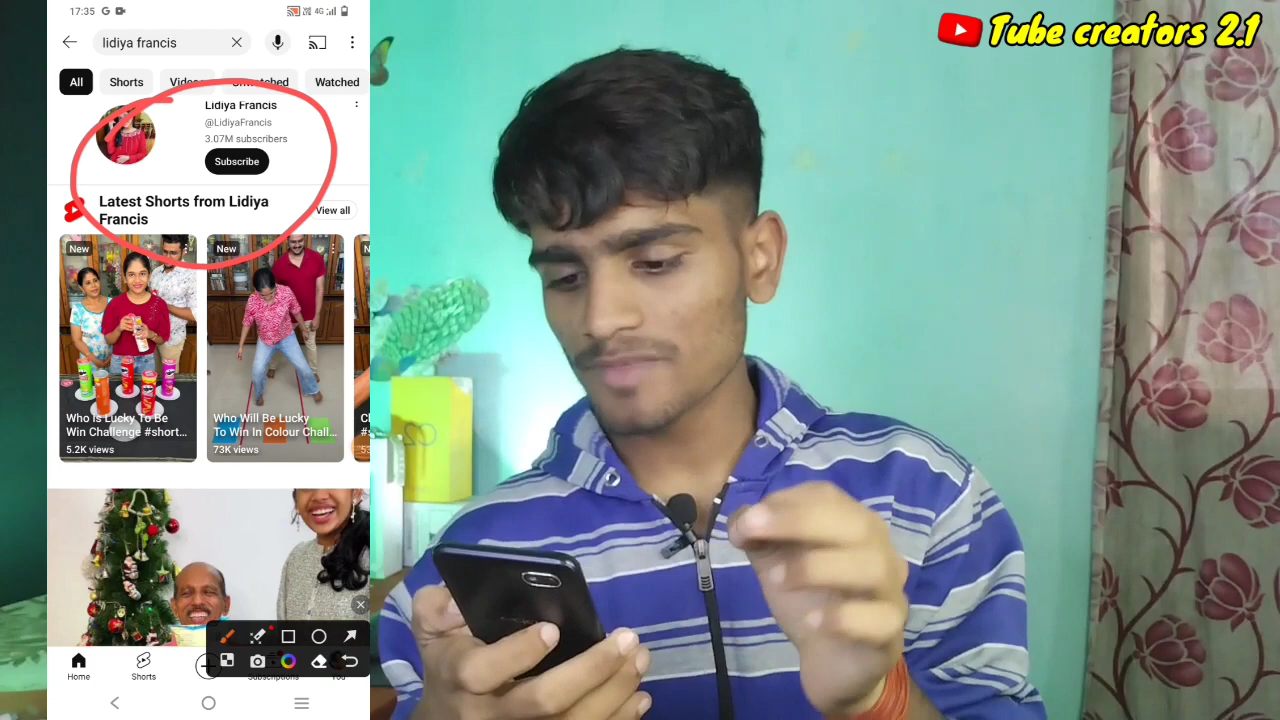 17:35
4G
Tube creators 2.1
lidiya francis
All
Shorts
Watched
Lidiya Francis
@LidiyaFrancis
3.07M subscribers
Subscribe
Latest Shorts from Lidiya
Francis
View all
New
New
Who Is Lucky To Be
Win Challenge #short...
5.2K views
Who Will Be Lucky
To Win In Colour Chall...
73K views
Home
Shorts
Subscriptions
You